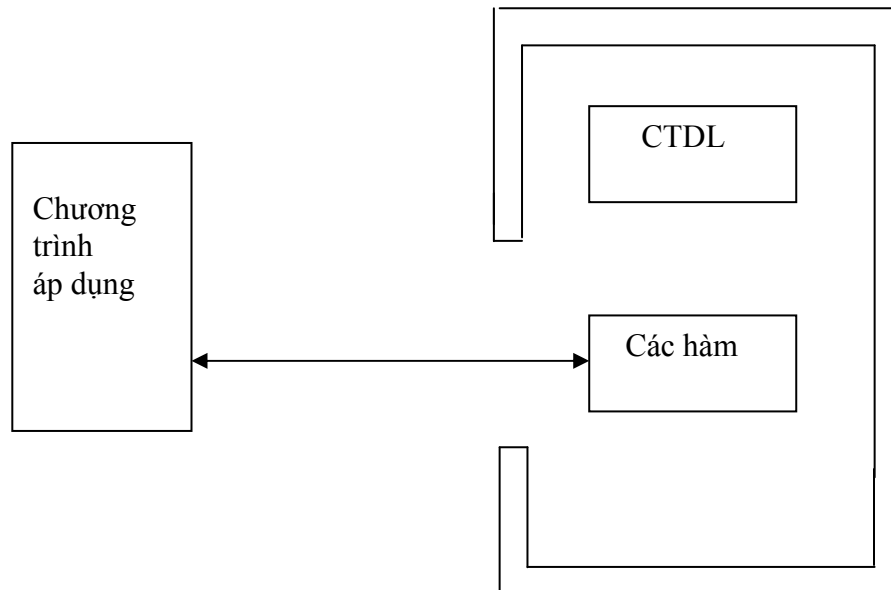 CTDL
Chương
trình
áp dụng
Các hàm